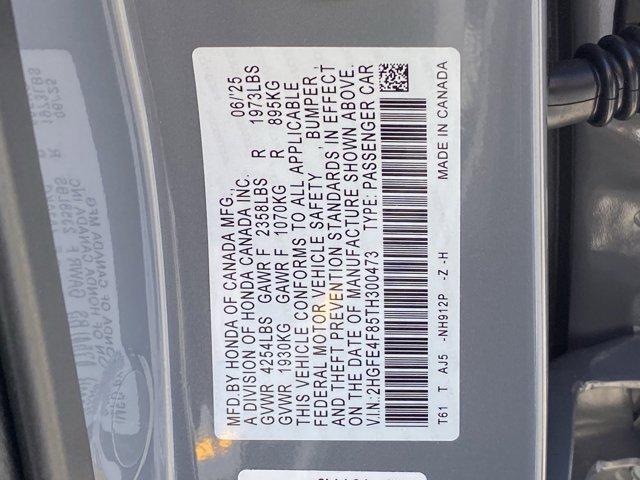 MFD.BY HONDA OF CANADA MFG., 06/25
A DIVISION OF HONDA CANADA INC.
GVWR 4254LBS GAWR F 2358LBS R 1973LBS
GVWR 1930KG GAWR F 1070KG R 895KG
THIS VEHICLE CONFORMS TO ALL APPLICABLE
FEDERAL MOTOR VEHICLE SAFETY, BUMPER,
AND THEFT PREVENTION STANDARDS IN EFFECT
ON THE DATE OF MANUFACTURE SHOWN ABOVE.
V.I.N: 2HGFE4F85TH300473 TYPE: PASSENGER CAR
T61 T AJ5 -NH912P -Z -H MADE IN CANADA